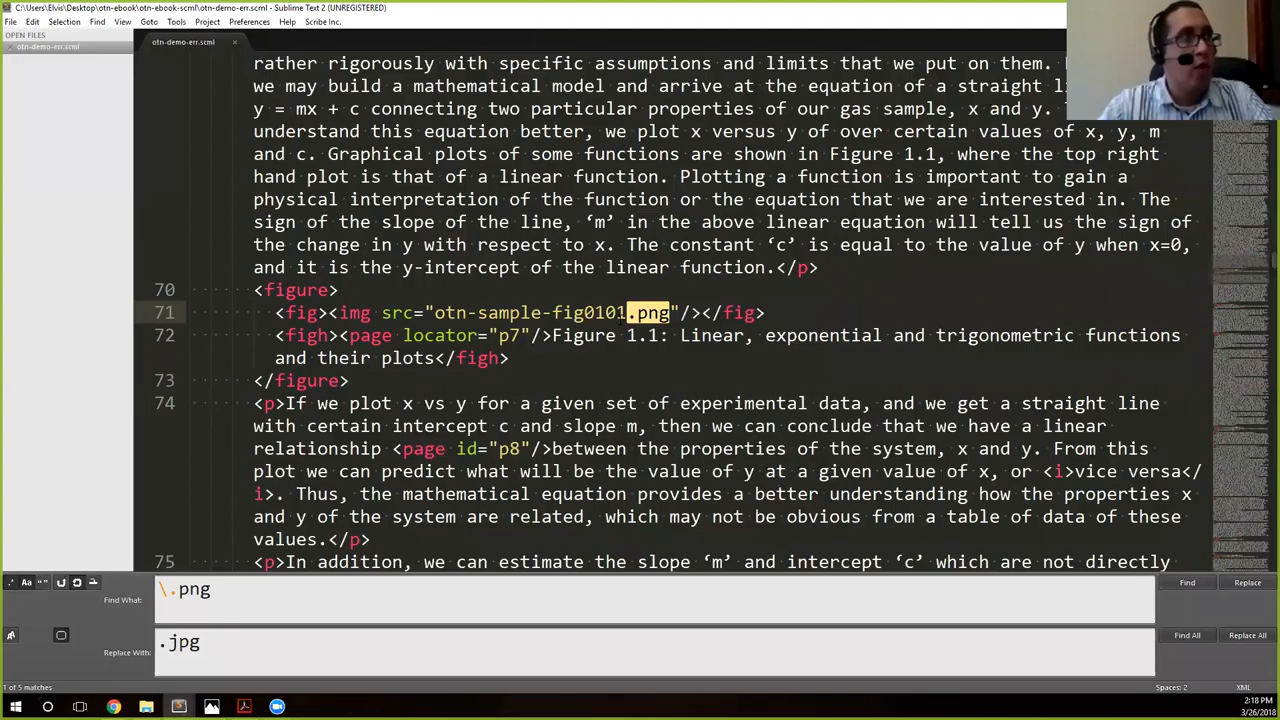 C:\Users\Elvis\Desktop\otn-ebook\otn-ebook-scml\otn-demo-err.scml - Sublime Text 2 (UNREGISTERED)
File Edit Selection Find View Goto Tools Project Preferences Help Scribe Inc.
OPEN FILES
otn-demo-err.scml
otn-demo-err.scml
rather rigorously with specific assumptions and limits that we put on them.
we may build a mathematical model and arrive at the equation of a straight
y = mx + c connecting two particular properties of our gas sample, x and y.
understand this equation better, we plot x versus y of over certain values of x, y, m
and c. Graphical plots of some functions are shown in Figure 1.1, where the top right
hand plot is that of a linear function. Plotting a function is important to gain a
physical interpretation of the function or the equation that we are interested in. The
sign of the slope of the line, ‘m’ in the above linear equation will tell us the sign of
the change in y with respect to x. The constant ‘c’ is equal to the value of y when x=0,
and it is the y-intercept of the linear function.</p>
70 <figure>
71 <fig><img src="otn-sample-fig0101.png"/></fig>
72 <figh><page locator="p7"/>Figure 1.1: Linear, exponential and trigonometric functions
and their plots</figh>
73 </figure>
74 <p>If we plot x vs y for a given set of experimental data, and we get a straight line
with certain intercept c and slope m, then we can conclude that we have a linear
relationship <page id="p8"/>between the properties of the system, x and y. From this
plot we can predict what will be the value of y at a given value of x, or <i>vice versa</
i>. Thus, the mathematical equation provides a better understanding how the properties x
and y of the system are related, which may not be obvious from a table of data of these
values.</p>
75 <p>In addition, we can estimate the slope ‘m’ and intercept ‘c’ which are not directly
Find What: \.png Find Replace
Replace With: .jpg Find All Replace All
1 of 5 matches Spaces: 2 XML
2:18 PM
3/26/2018